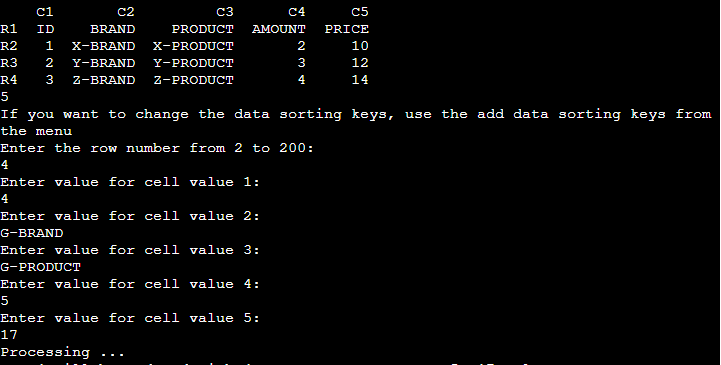 C1 C2 C3 C4 C5
R1 ID BRAND PRODUCT AMOUNT PRICE
R2 1 X-BRAND X-PRODUCT 2 10
R3 2 Y-BRAND Y-PRODUCT 3 12
R4 3 Z-BRAND Z-PRODUCT 4 14
5
If you want to change the data sorting keys, use the add data sorting keys from
the menu
Enter the row number from 2 to 200:
4
Enter value for cell value 1:
4
Enter value for cell value 2:
G-BRAND
Enter value for cell value 3:
G-PRODUCT
Enter value for cell value 4:
5
Enter value for cell value 5:
17
Processing ...